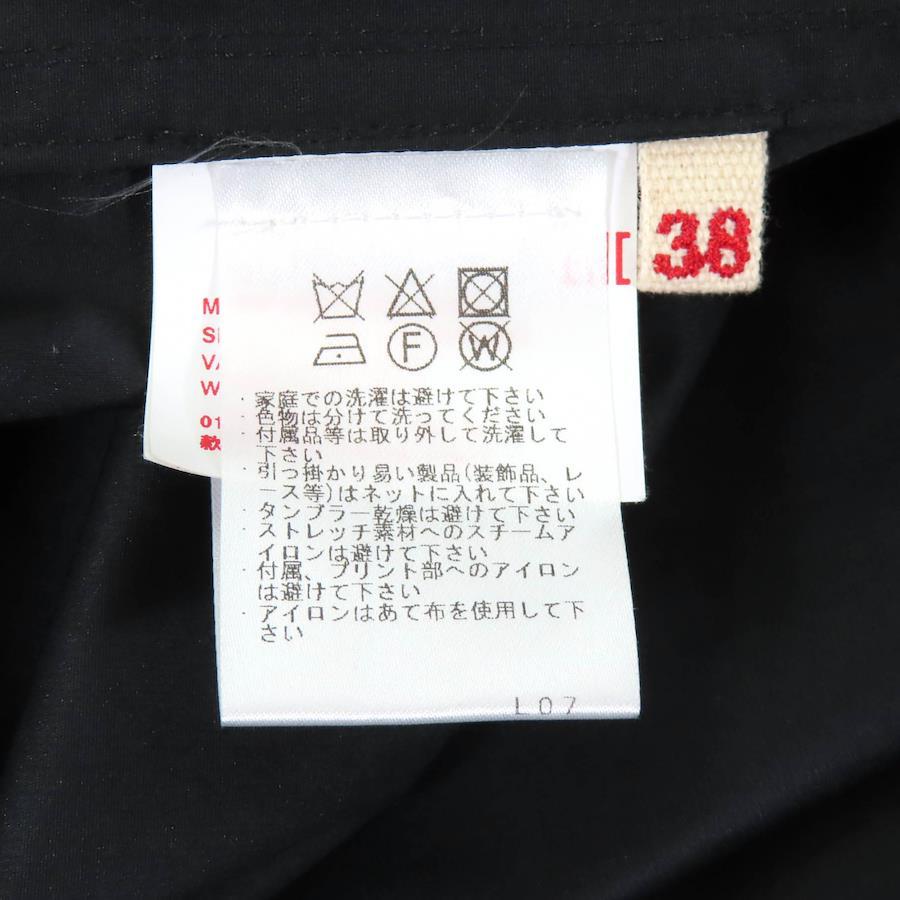 38
M
W
01
款
F
W
・家庭での洗濯は避けて下さい
・色物は分けて洗ってください
・付属品等は取り外して洗濯して
下さい
・引っ掛かり易い製品(装飾品、レ
ース等)はネットに入れて下さい
・タンブラー乾燥は避けて下さい
・ストレッチ素材へのスチームア
イロンは避けて下さい
・付属、プリント部へのアイロン
は避けて下さい
・アイロンはあて布を使用して下
さい
L07